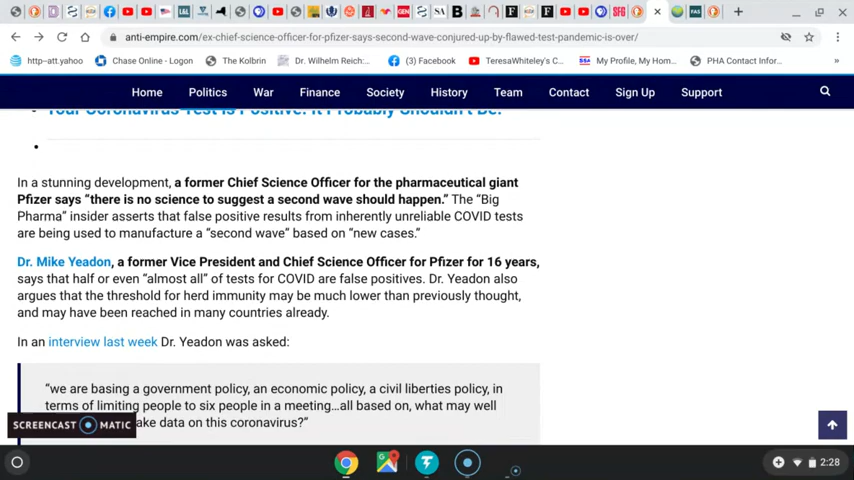 anti-empire.com/ex-chief-science-officer-for-pfizer-says-second-wave-conjured-up-by-flawed-test-pandemic-is-over/
http--att.yahoo Chase Online - Logon The Kolbrin Dr. Wilhelm Reich:... (3) Facebook TeresaWhiteley's C... My Profile, My Hom... PHA Contact Infor... »
Home Politics War Finance Society History Team Contact Sign Up Support
Your Coronavirus Test Is Positive? It Probably Shouldn't Be.
In a stunning development, a former Chief Science Officer for the pharmaceutical giant
Pfizer says "there is no science to suggest a second wave should happen." The "Big
Pharma" insider asserts that false positive results from inherently unreliable COVID tests
are being used to manufacture a "second wave" based on "new cases."
Dr. Mike Yeadon, a former Vice President and Chief Science Officer for Pfizer for 16 years,
says that half or even "almost all" of tests for COVID are false positives. Dr. Yeadon also
argues that the threshold for herd immunity may be much lower than previously thought,
and may have been reached in many countries already.
In an interview last week Dr. Yeadon was asked:
"we are basing a government policy, an economic policy, a civil liberties policy, in
terms of limiting people to six people in a meeting...all based on, what may well
ake data on this coronavirus?"
SCREENCAST MATIC
2:28